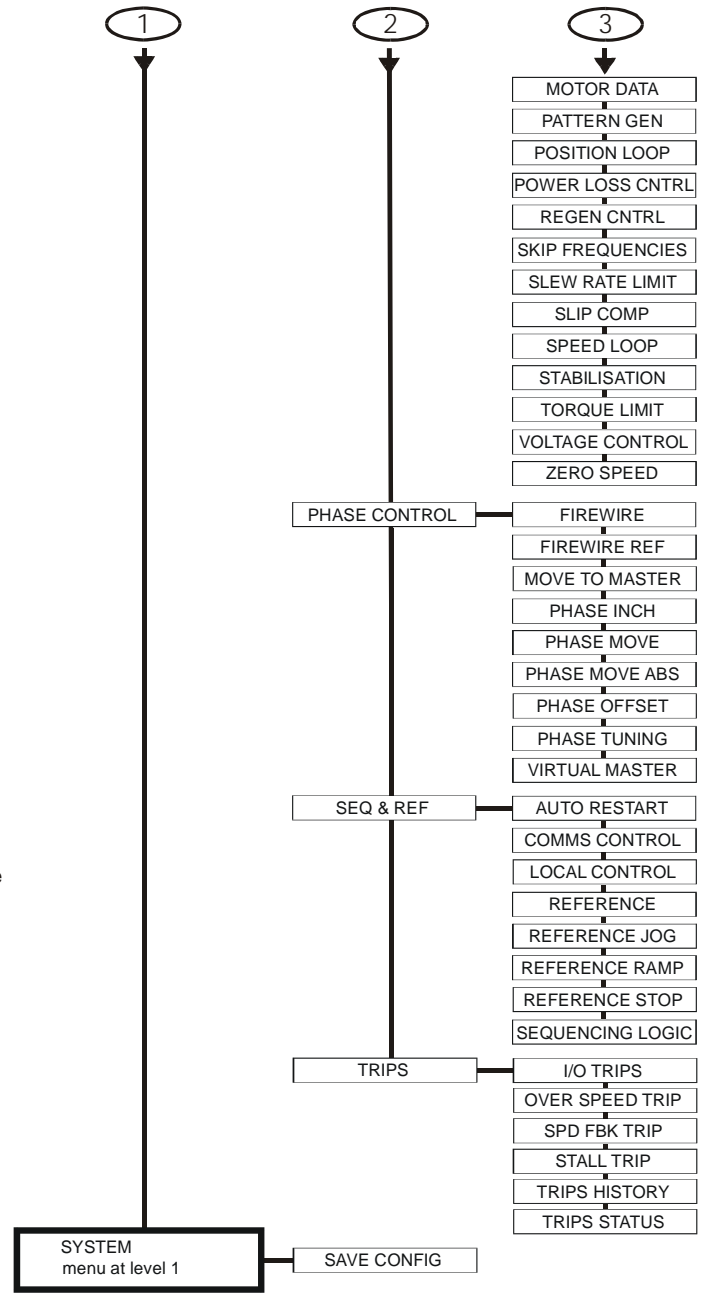 1 2 3
MOTOR DATA
PATTERN GEN
POSITION LOOP
POWER LOSS CNTRL
REGEN CNTRL
SKIP FREQUENCIES
SLEW RATE LIMIT
SLIP COMP
SPEED LOOP
STABILISATION
TORQUE LIMIT
VOLTAGE CONTROL
ZERO SPEED
PHASE CONTROL FIREWIRE
FIREWIRE REF
MOVE TO MASTER
PHASE INCH
PHASE MOVE
PHASE MOVE ABS
PHASE OFFSET
PHASE TUNING
VIRTUAL MASTER
SEQ & REF AUTO RESTART
COMMS CONTROL
LOCAL CONTROL
REFERENCE
REFERENCE JOG
REFERENCE RAMP
REFERENCE STOP
SEQUENCING LOGIC
TRIPS I/O TRIPS
OVER SPEED TRIP
SPD FBK TRIP
STALL TRIP
TRIPS HISTORY
TRIPS STATUS
SYSTEM
menu at level 1
SAVE CONFIG